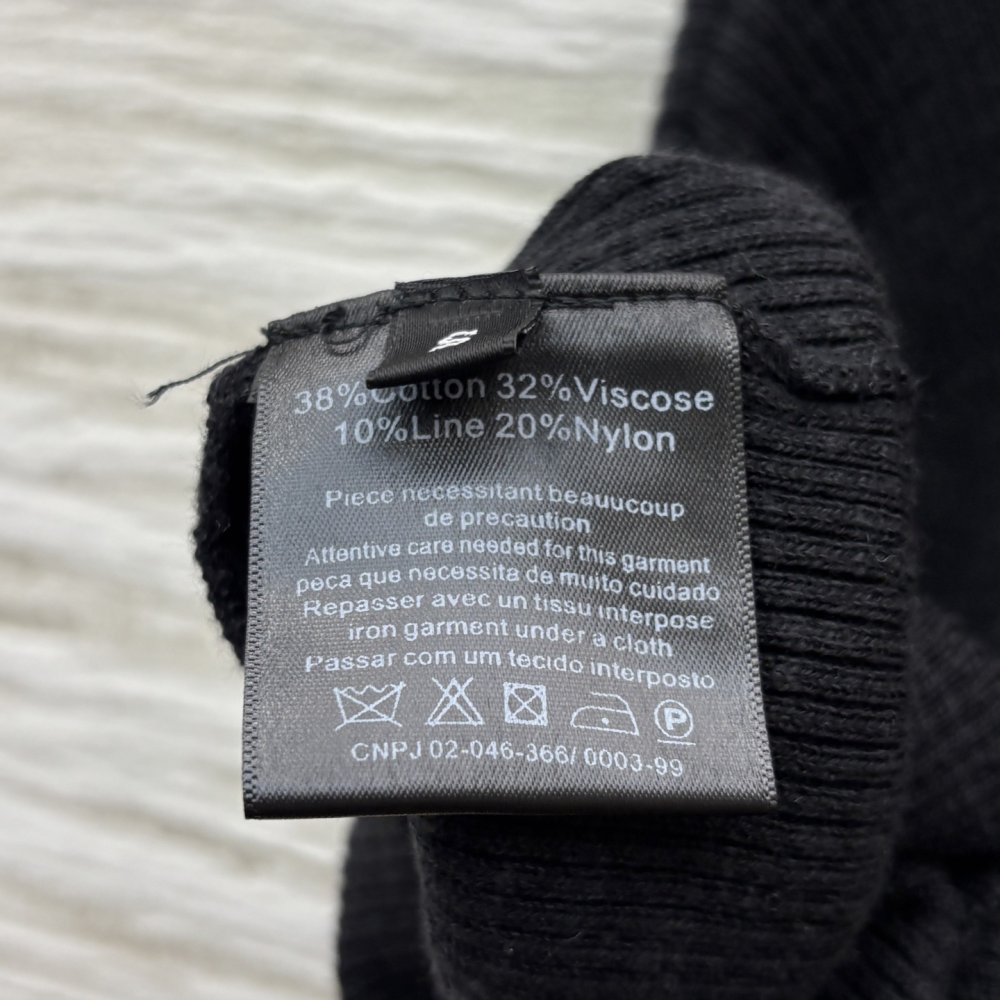 S
38%Cotton 32%Viscose
10%Line 20%Nylon
Piece necessitant beauucoup
de precaution
Attentive care needed for this garment
peca que necessita de muito cuidado
Repasser avec un tissu interpose
iron garment under a cloth
Passar com um tecido interposto
P
CNPJ 02-046-366/ 0003-99